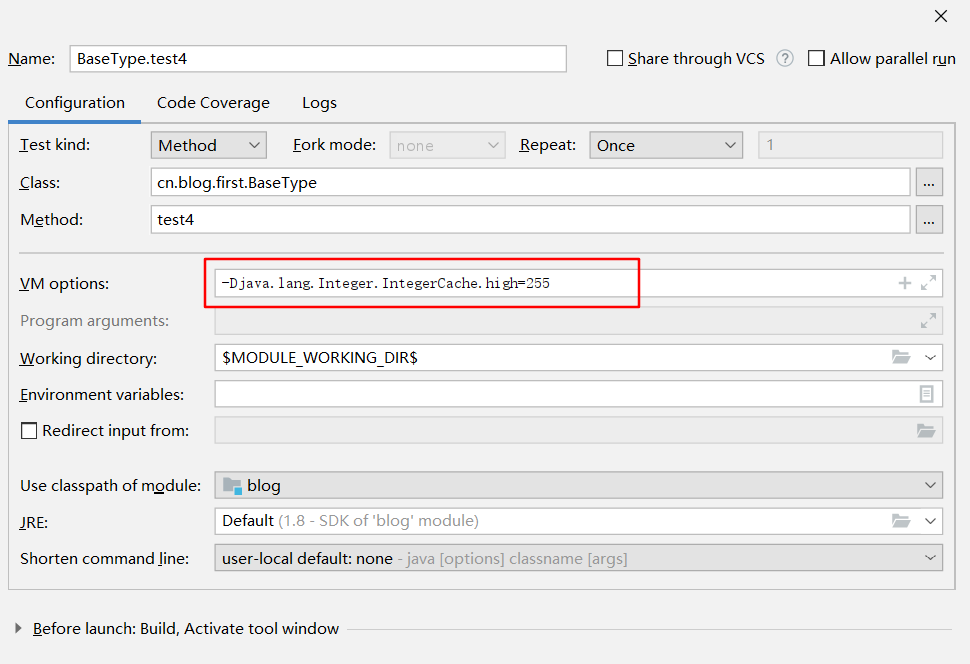 Name: BaseType.test4 Share through VCS ? Allow parallel run
Configuration Code Coverage Logs
Test kind: Method Fork mode: none Repeat: Once 1
Class: cn.blog.first.BaseType ...
Method: test4 ...
VM options: -Djava.lang.Integer.IntegerCache.high=255
Program arguments:
Working directory: $MODULE_WORKING_DIR$
Environment variables:
Redirect input from:
Use classpath of module: blog
JRE: Default (1.8 - SDK of 'blog' module)
Shorten command line: user-local default: none - java [options] classname [args]
Before launch: Build, Activate tool window